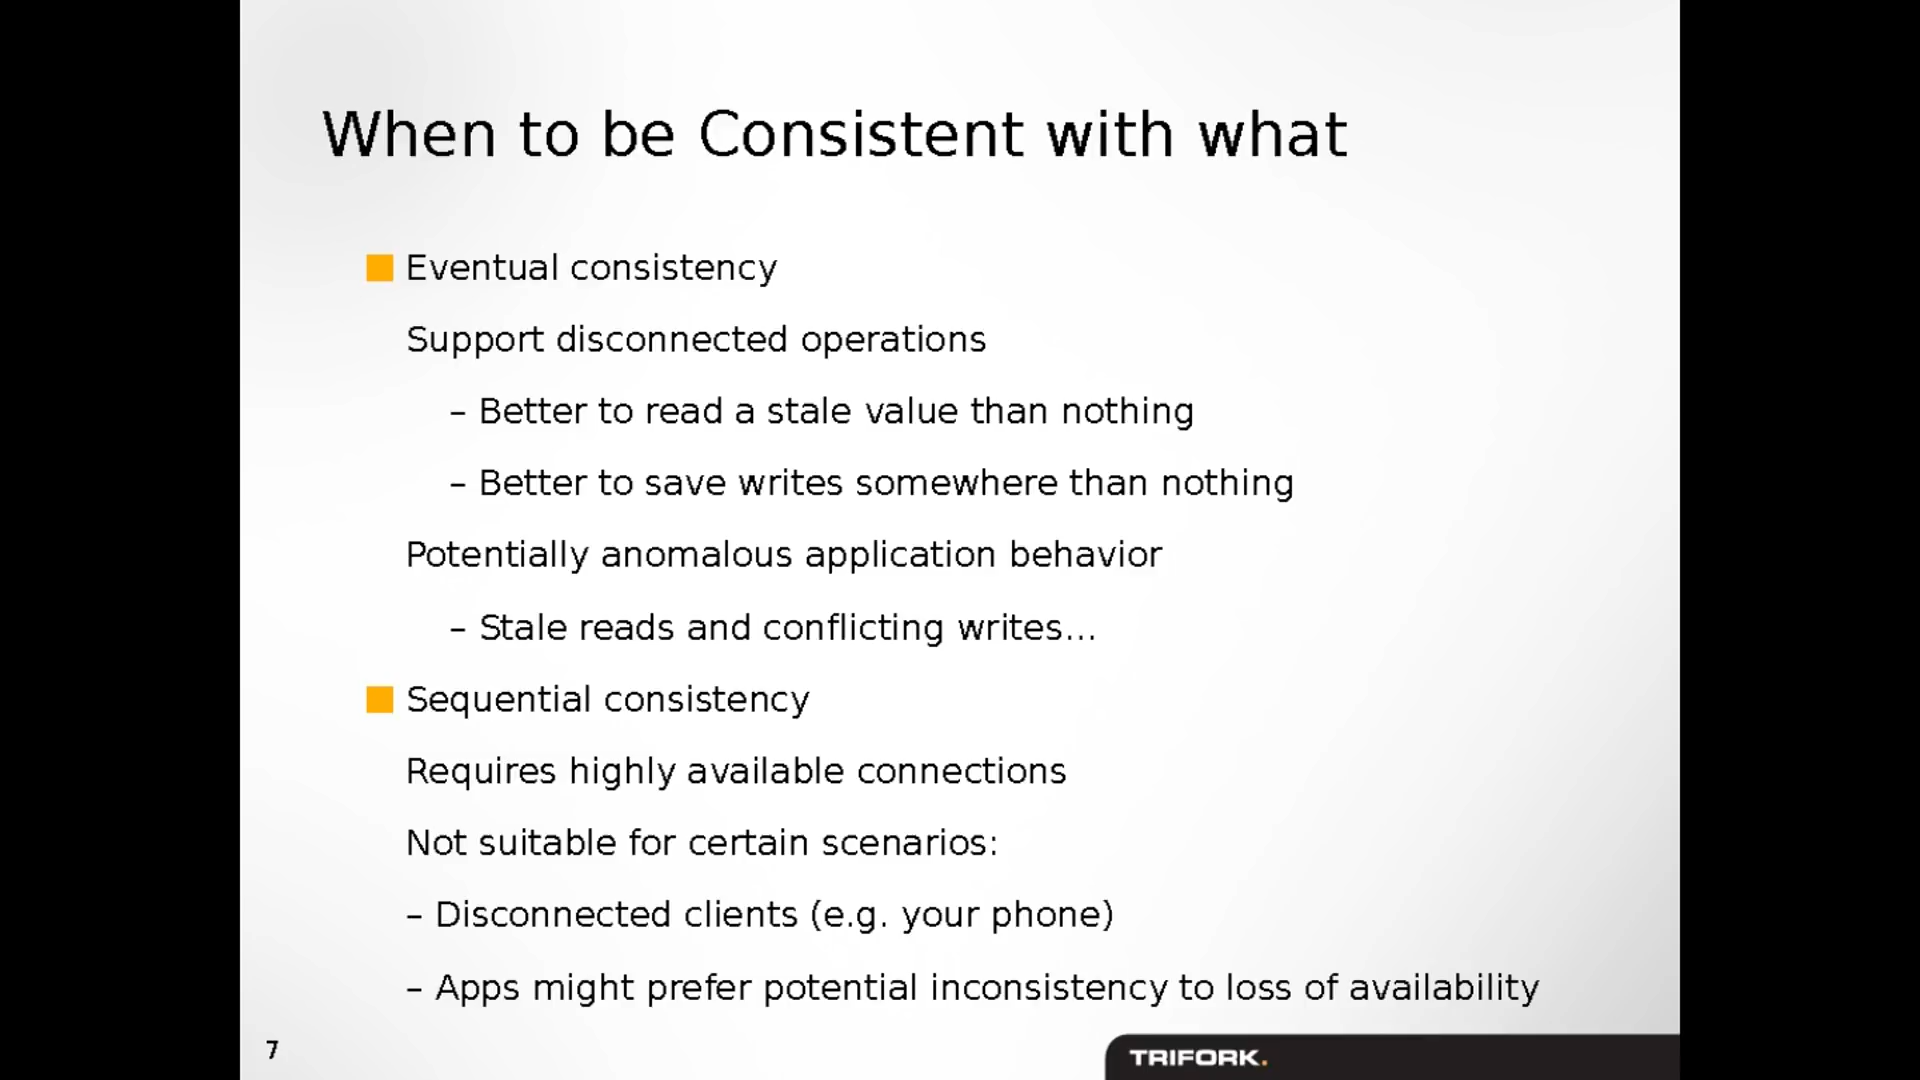 When to be Consistent with what
Eventual consistency
Support disconnected operations
– Better to read a stale value than nothing
– Better to save writes somewhere than nothing
Potentially anomalous application behavior
– Stale reads and conflicting writes…
Sequential consistency
Requires highly available connections
Not suitable for certain scenarios:
– Disconnected clients (e.g. your phone)
– Apps might prefer potential inconsistency to loss of availability
7
TRIFORK.